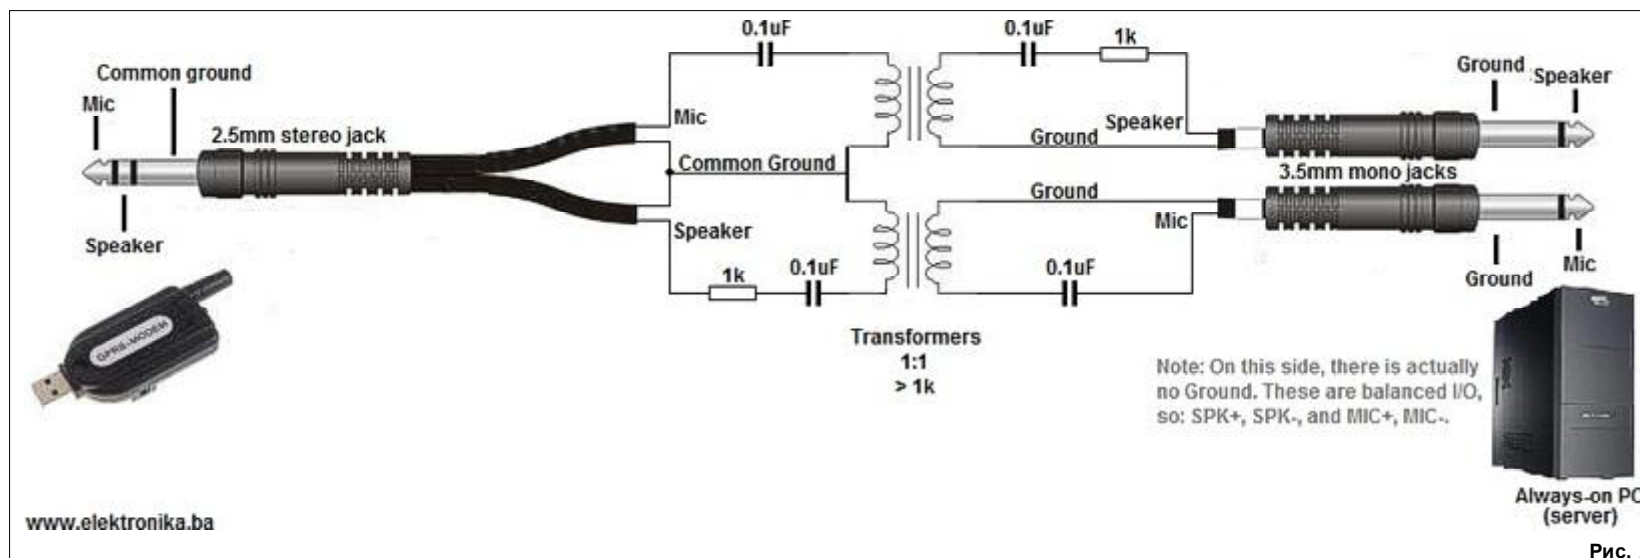 0.1uF
0.1uF
1k
Common ground
Mic
2.5mm stereo jack
Speaker
Mic
Common Ground
Speaker
1k
0.1uF
Ground
Speaker
Ground
Mic
0.1uF
Ground
Speaker
3.5mm mono jacks
Ground
Mic
Transformers
1:1
> 1k
GPRS-MODEM
Note: On this side, there is actually
no Ground. These are balanced I/O,
so: SPK+, SPK-, and MIC+, MIC-.
Always-on PC
(server)
www.elektronika.ba
Рис.